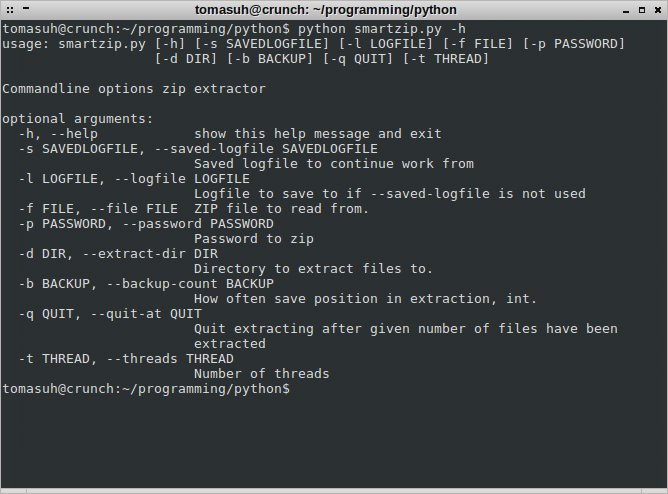 tomasuh@crunch: ~/programming/python
tomasuh@crunch:~/programming/python$ python smartzip.py -h
usage: smartzip.py [-h] [-s SAVEDLOGFILE] [-l LOGFILE] [-f FILE] [-p PASSWORD]
                   [-d DIR] [-b BACKUP] [-q QUIT] [-t THREAD]

Commandline options zip extractor

optional arguments:
  -h, --help            show this help message and exit
  -s SAVEDLOGFILE, --saved-logfile SAVEDLOGFILE
                        Saved logfile to continue work from
  -l LOGFILE, --logfile LOGFILE
                        Logfile to save to if --saved-logfile is not used
  -f FILE, --file FILE  ZIP file to read from.
  -p PASSWORD, --password PASSWORD
                        Password to zip
  -d DIR, --extract-dir DIR
                        Directory to extract files to.
  -b BACKUP, --backup-count BACKUP
                        How often save position in extraction, int.
  -q QUIT, --quit-at QUIT
                        Quit extracting after given number of files have been
                        extracted
  -t THREAD, --threads THREAD
                        Number of threads
tomasuh@crunch:~/programming/python$